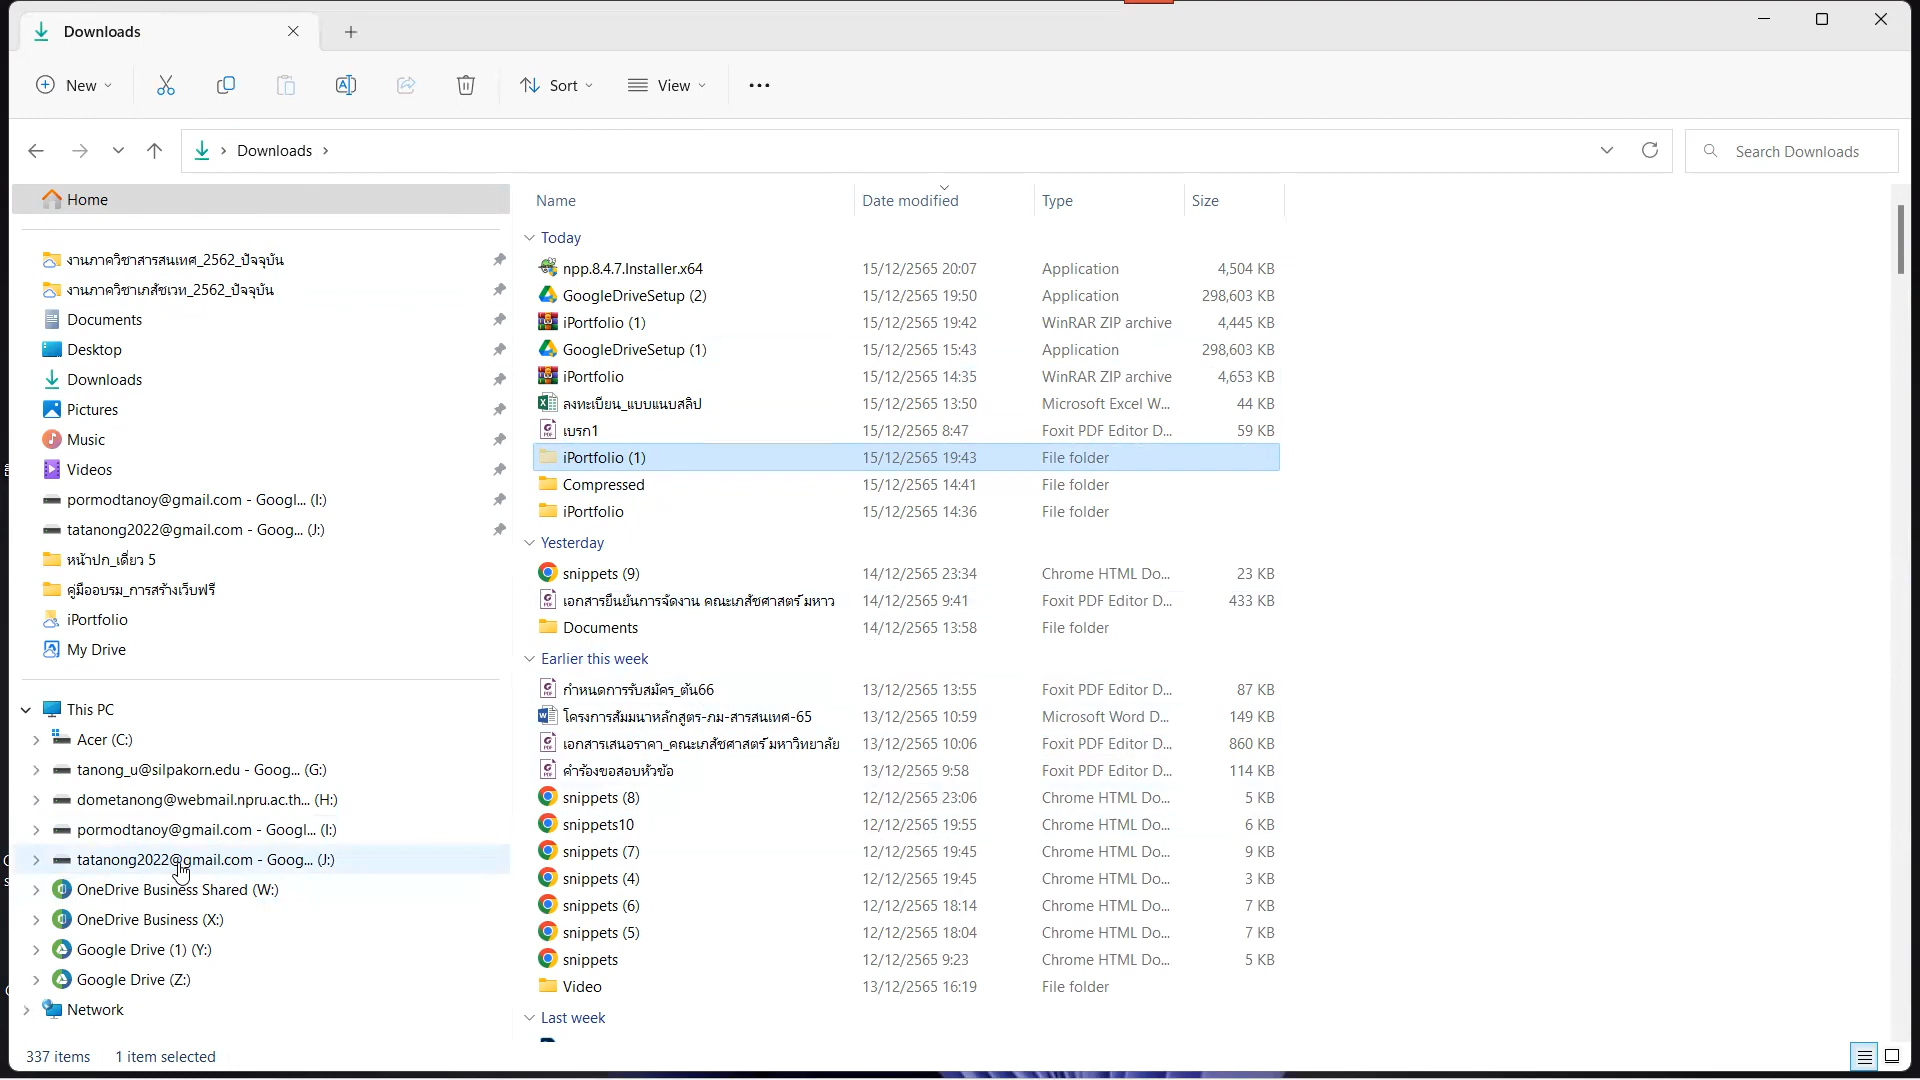 Downloads
New
Sort
View
Downloads
Search Downloads
Home
งานภาควิชาสารสนเทศ_2562_ปัจจุบัน
งานภาควิชาเภสัชเวท_2562_ปัจจุบัน
Documents
Desktop
Downloads
Pictures
Music
Videos
pormodtanoy@gmail.com - Googl... (I:)
tatanong2022@gmail.com - Goog... (J:)
หน้าปก_เดี่ยว 5
คู่มืออบรม_การสร้างเว็บฟรี
iPortfolio
My Drive
This PC
Acer (C:)
tanong_u@silpakorn.edu - Goog... (G:)
dometanong@webmail.npru.ac.th... (H:)
pormodtanoy@gmail.com - Googl... (I:)
tatanong2022@gmail.com - Goog... (J:)
OneDrive Business Shared (W:)
OneDrive Business (X:)
Google Drive (1) (Y:)
Google Drive (Z:)
Network
Name Date modified Type Size
Today
npp.8.4.7.Installer.x64 15/12/2565 20:07 Application 4,504 KB
GoogleDriveSetup (2) 15/12/2565 19:50 Application 298,603 KB
iPortfolio (1) 15/12/2565 19:42 WinRAR ZIP archive 4,445 KB
GoogleDriveSetup (1) 15/12/2565 15:43 Application 298,603 KB
iPortfolio 15/12/2565 14:35 WinRAR ZIP archive 4,653 KB
ลงทะเบียน_แบบแนบสลิป 15/12/2565 13:50 Microsoft Excel W... 44 KB
เบรก1 15/12/2565 8:47 Foxit PDF Editor D... 59 KB
iPortfolio (1) 15/12/2565 19:43 File folder
Compressed 15/12/2565 14:41 File folder
iPortfolio 15/12/2565 14:36 File folder
Yesterday
snippets (9) 14/12/2565 23:34 Chrome HTML Do... 23 KB
เอกสารยืนยันการจัดงาน คณะเภสัชศาสตร์ มหาว 14/12/2565 9:41 Foxit PDF Editor D... 433 KB
Documents 14/12/2565 13:58 File folder
Earlier this week
กำหนดการรับสมัคร_ต้น66 13/12/2565 13:55 Foxit PDF Editor D... 87 KB
โครงการสัมมนาหลักสูตร-ภม-สารสนเทศ-65 13/12/2565 10:59 Microsoft Word D... 149 KB
เอกสารเสนอราคา_คณะเภสัชศาสตร์ มหาวิทยาลัย 13/12/2565 10:06 Foxit PDF Editor D... 860 KB
คำร้องขอสอบหัวข้อ 13/12/2565 9:58 Foxit PDF Editor D... 114 KB
snippets (8) 12/12/2565 23:06 Chrome HTML Do... 5 KB
snippets10 12/12/2565 19:55 Chrome HTML Do... 6 KB
snippets (7) 12/12/2565 19:45 Chrome HTML Do... 9 KB
snippets (4) 12/12/2565 19:45 Chrome HTML Do... 3 KB
snippets (6) 12/12/2565 18:14 Chrome HTML Do... 7 KB
snippets (5) 12/12/2565 18:04 Chrome HTML Do... 7 KB
snippets 12/12/2565 9:23 Chrome HTML Do... 5 KB
Video 13/12/2565 16:19 File folder
Last week
337 items 1 item selected